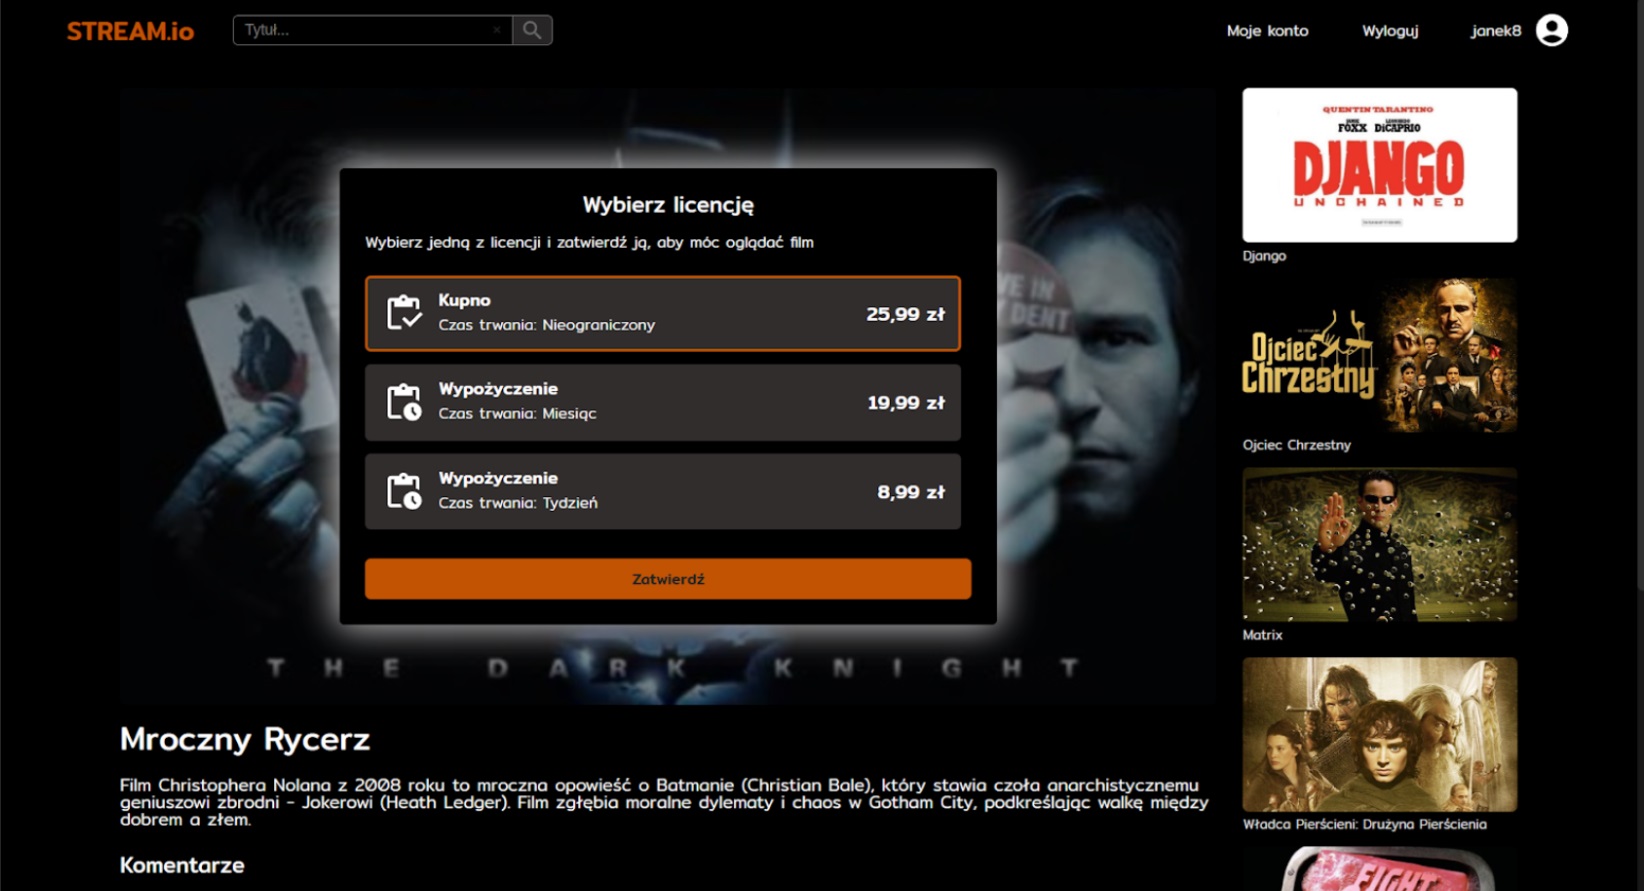 STREAM.io
Tytuł...
Moje konto
Wyloguj
janek8
Wybierz licencję
Wybierz jedną z licencji i zatwierdź ją, aby móc oglądać film
Kupno
Czas trwania: Nieograniczony
25,99 zł
Wypożyczenie
Czas trwania: Miesiąc
19,99 zł
Wypożyczenie
Czas trwania: Tydzień
8,99 zł
Zatwierdź
VE IN
DENT
THE DARK KNIGHT
Mroczny Rycerz
Film Christophera Nolana z 2008 roku to mroczna opowieść o Batmanie (Christian Bale), który stawia czoła anarchistycznemu
geniuszowi zbrodni - Jokerowi (Heath Ledger). Film zgłębia moralne dylematy i chaos w Gotham City, podkreślając walkę między
dobrem a złem.
Komentarze
QUENTIN TARANTINO
FOXX DiCAPRIO
DJANGO
UNCHAINED
Django
Ojciec
Chrzestny
Ojciec Chrzestny
Matrix
Władca Pierścieni: Drużyna Pierścienia
FIGHT